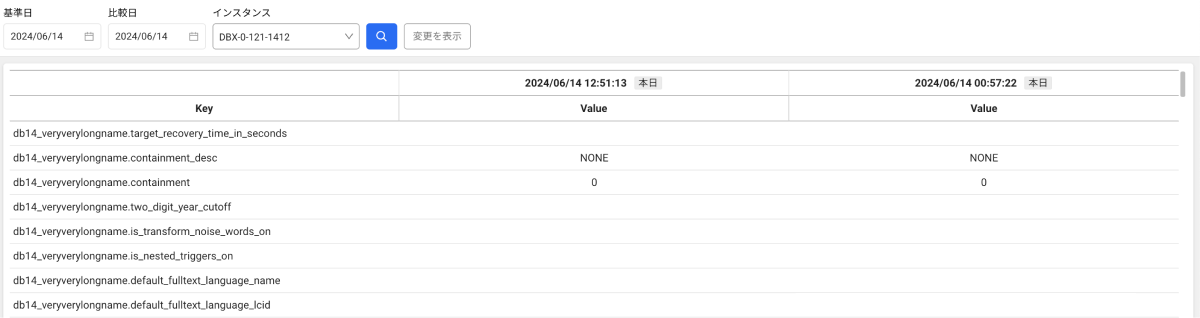 基準日 比較日 インスタンス
2024/06/14 2024/06/14 DBX-0-121-1412 変更を表示
2024/06/14 12:51:13 本日 2024/06/14 00:57:22 本日
Key Value Value
db14_veryverylongname.target_recovery_time_in_seconds
db14_veryverylongname.containment_desc NONE NONE
db14_veryverylongname.containment 0 0
db14_veryverylongname.two_digit_year_cutoff
db14_veryverylongname.is_transform_noise_words_on
db14_veryverylongname.is_nested_triggers_on
db14_veryverylongname.default_fulltext_language_name
db14_veryverylongname.default_fulltext_language_lcid